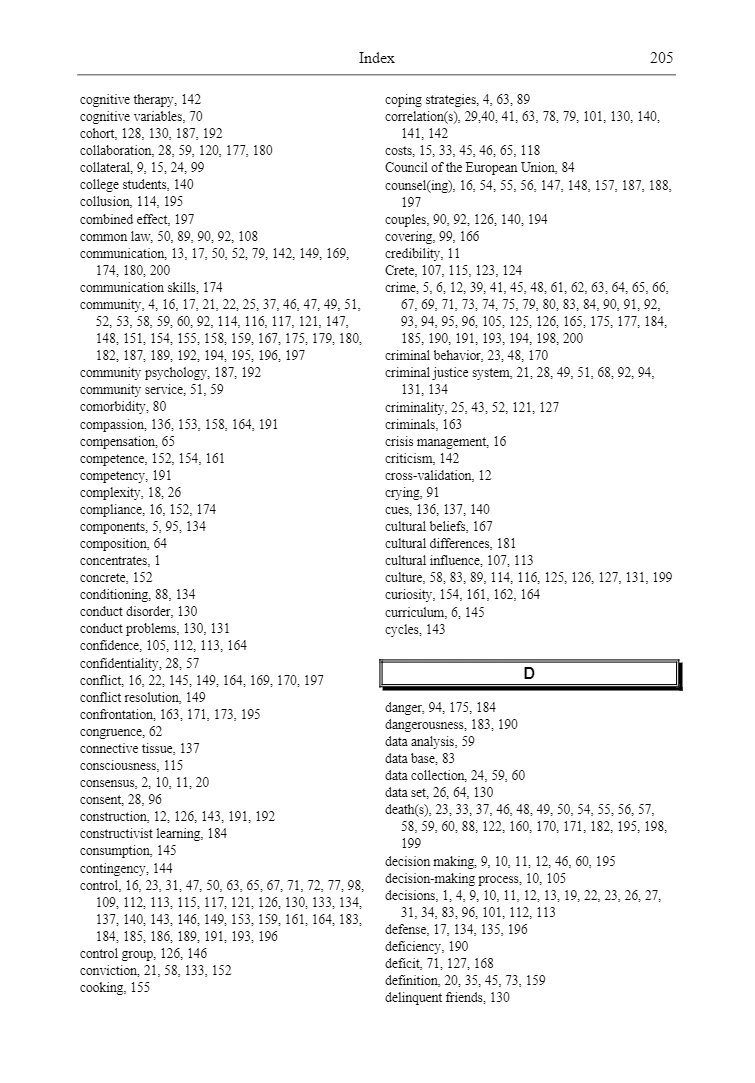 Index 205
cognitive therapy, 142
cognitive variables, 70
cohort, 128, 130, 187, 192
collaboration, 28, 59, 120, 177, 180
collateral, 9, 15, 24, 99
college students, 140
collusion, 114, 195
combined effect, 197
common law, 50, 89, 90, 92, 108
communication, 13, 17, 50, 52, 79, 142, 149, 169,
174, 180, 200
communication skills, 174
community, 4, 16, 17, 21, 22, 25, 37, 46, 47, 49, 51,
52, 53, 58, 59, 60, 92, 114, 116, 117, 121, 147,
148, 151, 154, 155, 158, 159, 167, 175, 179, 180,
182, 187, 189, 192, 194, 195, 196, 197
community psychology, 187, 192
community service, 51, 59
comorbidity, 80
compassion, 136, 153, 158, 164, 191
compensation, 65
competence, 152, 154, 161
competency, 191
complexity, 18, 26
compliance, 16, 152, 174
components, 5, 95, 134
composition, 64
concentrates, 1
concrete, 152
conditioning, 88, 134
conduct disorder, 130
conduct problems, 130, 131
confidence, 105, 112, 113, 164
confidentiality, 28, 57
conflict, 16, 22, 145, 149, 164, 169, 170, 197
conflict resolution, 149
confrontation, 163, 171, 173, 195
congruence, 62
connective tissue, 137
consciousness, 115
consensus, 2, 10, 11, 20
consent, 28, 96
construction, 12, 126, 143, 191, 192
constructivist learning, 184
consumption, 145
contingency, 144
control, 16, 23, 31, 47, 50, 63, 65, 67, 71, 72, 77, 98,
109, 112, 113, 115, 117, 121, 126, 130, 133, 134,
137, 140, 143, 146, 149, 153, 159, 161, 164, 183,
184, 185, 186, 189, 191, 193, 196
control group, 126, 146
conviction, 21, 58, 133, 152
cooking, 155
coping strategies, 4, 63, 89
correlation(s), 29,40, 41, 63, 78, 79, 101, 130, 140,
141, 142
costs, 15, 33, 45, 46, 65, 118
Council of the European Union, 84
counsel(ing), 16, 54, 55, 56, 147, 148, 157, 187, 188,
197
couples, 90, 92, 126, 140, 194
covering, 99, 166
credibility, 11
Crete, 107, 115, 123, 124
crime, 5, 6, 12, 39, 41, 45, 48, 61, 62, 63, 64, 65, 66,
67, 69, 71, 73, 74, 75, 79, 80, 83, 84, 90, 91, 92,
93, 94, 95, 96, 105, 125, 126, 165, 175, 177, 184,
185, 190, 191, 193, 194, 198, 200
criminal behavior, 23, 48, 170
criminal justice system, 21, 28, 49, 51, 68, 92, 94,
131, 134
criminality, 25, 43, 52, 121, 127
criminals, 163
crisis management, 16
criticism, 142
cross-validation, 12
crying, 91
cues, 136, 137, 140
cultural beliefs, 167
cultural differences, 181
cultural influence, 107, 113
culture, 58, 83, 89, 114, 116, 125, 126, 127, 131, 199
curiosity, 154, 161, 162, 164
curriculum, 6, 145
cycles, 143
D
danger, 94, 175, 184
dangerousness, 183, 190
data analysis, 59
data base, 83
data collection, 24, 59, 60
data set, 26, 64, 130
death(s), 23, 33, 37, 46, 48, 49, 50, 54, 55, 56, 57,
58, 59, 60, 88, 122, 160, 170, 171, 182, 195, 198,
199
decision making, 9, 10, 11, 12, 46, 60, 195
decision-making process, 10, 105
decisions, 1, 4, 9, 10, 11, 12, 13, 19, 22, 23, 26, 27,
31, 34, 83, 96, 101, 112, 113
defense, 17, 134, 135, 196
deficiency, 190
deficit, 71, 127, 168
definition, 20, 35, 45, 73, 159
delinquent friends, 130